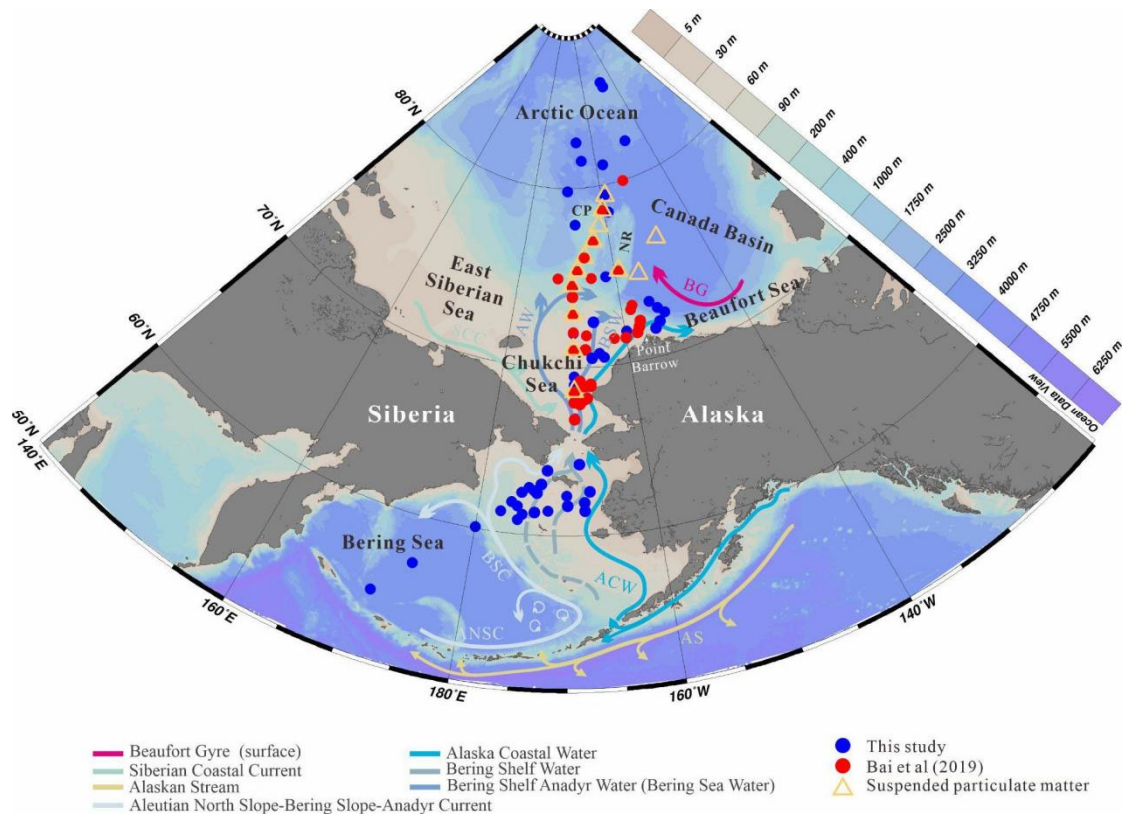 5 m
30 m
60 m
90 m
200 m
400 m
1000 m
1750 m
2500 m
3250 m
4000 m
4750 m
5500 m
6250 m
Ocean Data View
80°N
70°N
60°N
50°N
140°E
160°E
180°E
160°W
140°W
Arctic Ocean
CP
NR
Canada Basin
East
Siberian
Sea
BG
Beaufort Sea
AW
BSW
SCC
Chukchi
Sea
Point
Barrow
Siberia
Alaska
Bering Sea
BSC
ACW
ANSC
AS
Beaufort Gyre (surface)
Siberian Coastal Current
Alaskan Stream
Aleutian North Slope-Bering Slope-Anadyr Current
Alaska Coastal Water
Bering Shelf Water
Bering Shelf Anadyr Water (Bering Sea Water)
This study
Bai et al (2019)
Suspended particulate matter